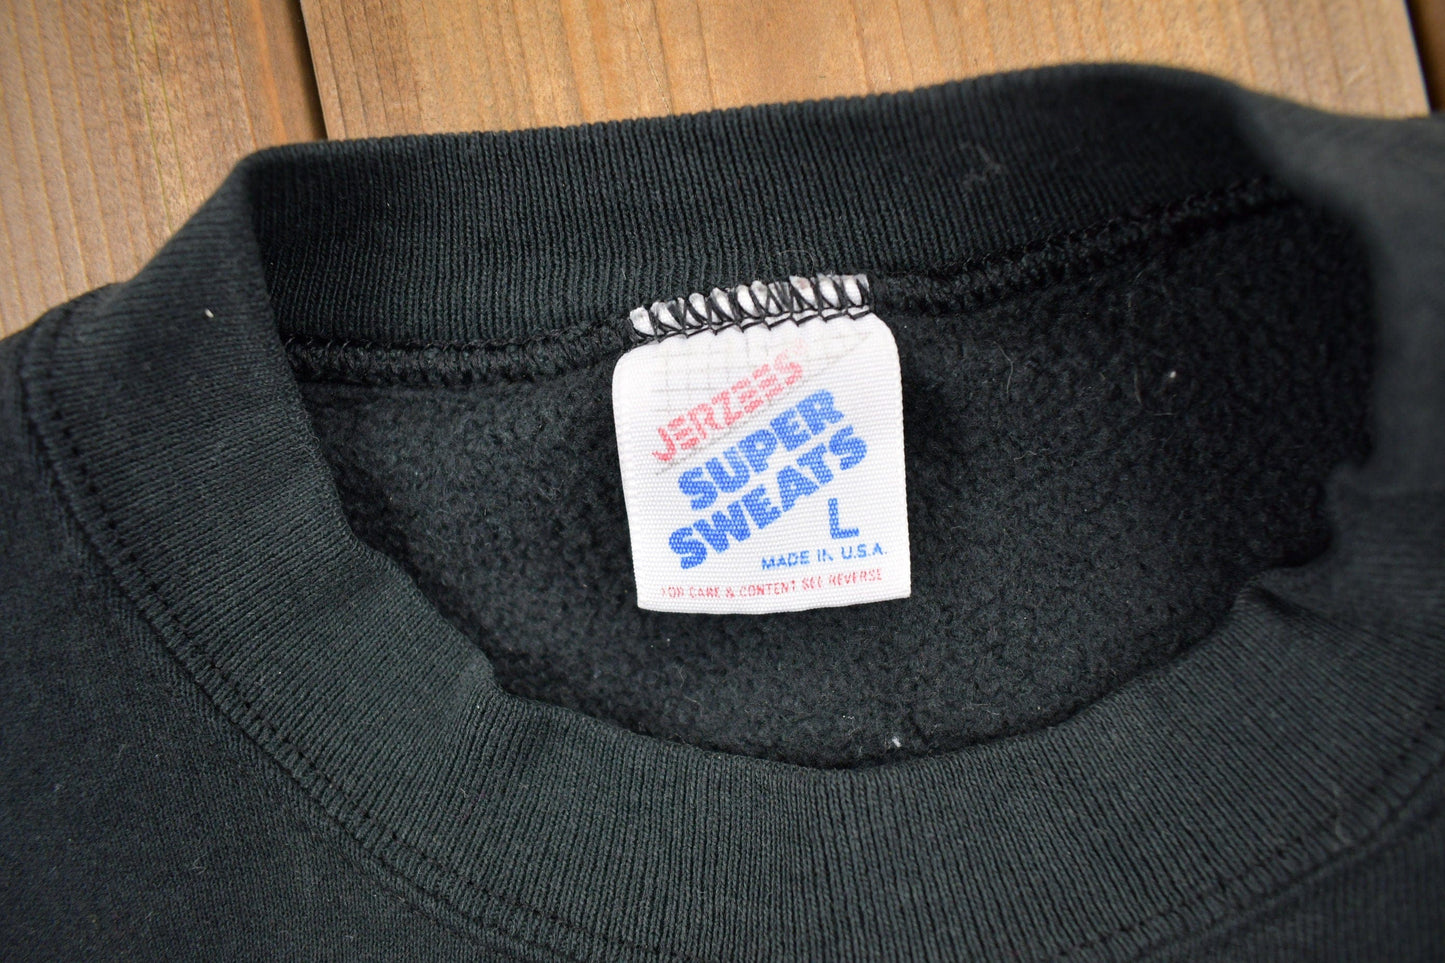 JERZEES
SUPER
SWEATS
L
MADE IN U.S.A.
FOR CARE & CONTENT SEE REVERSE